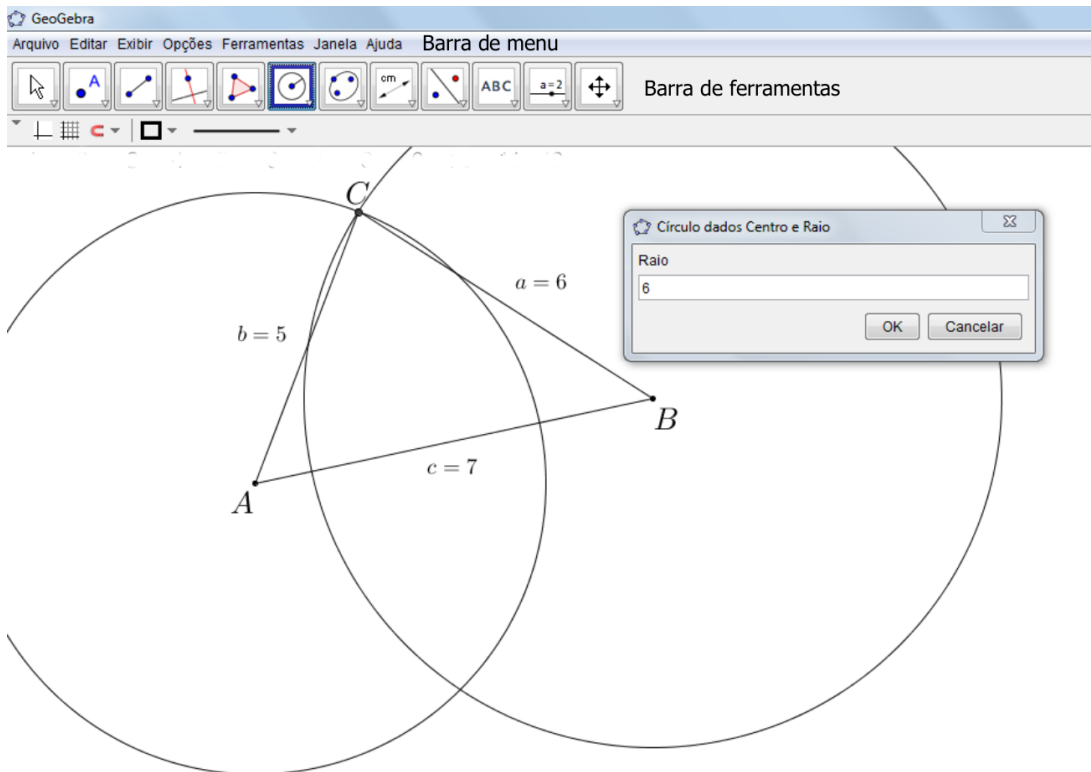 GeoGebra
Arquivo Editar Exibir Opções Ferramentas Janela Ajuda Barra de menu
A cm ABC a=2 Barra de ferramentas
C
Círculo dados Centro e Raio
Raio
a = 6
6
b = 5
OK Cancelar
B
c = 7
A